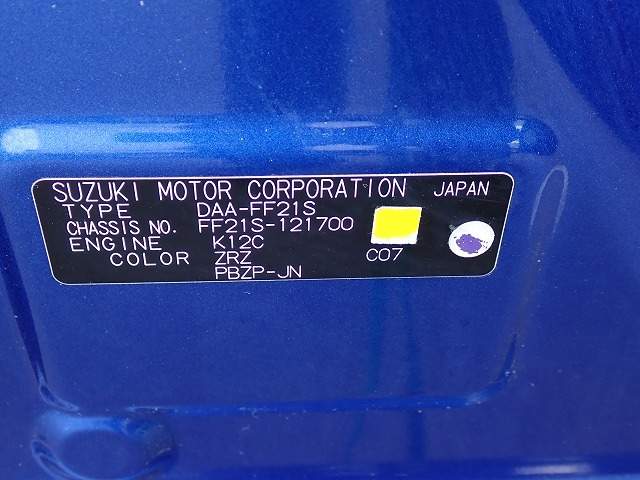 SUZUKI MOTOR CORPORATION JAPAN
TYPE DAA-FF21S
CHASSIS NO. FF21S-121700
ENGINE K12C
COLOR ZRZ C07
PBZP-JN